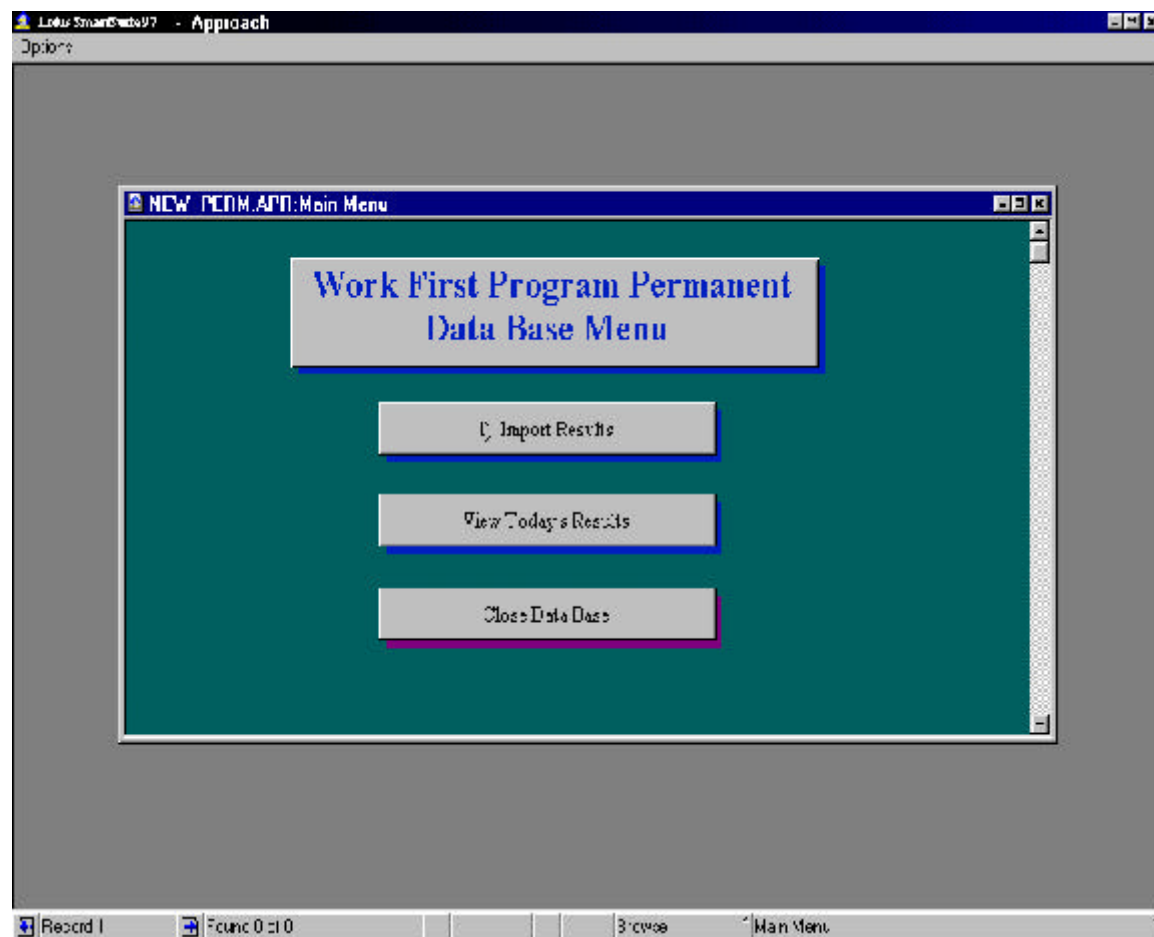 Lotus SmartSuite97 - Approach
Options
NEW_PERM.APR:Main Menu
Work First Program Permanent
Data Base Menu
Import Results
View Today's Results
Close Data Base
Record 1
Found 0 of 0
Browse
Main Menu